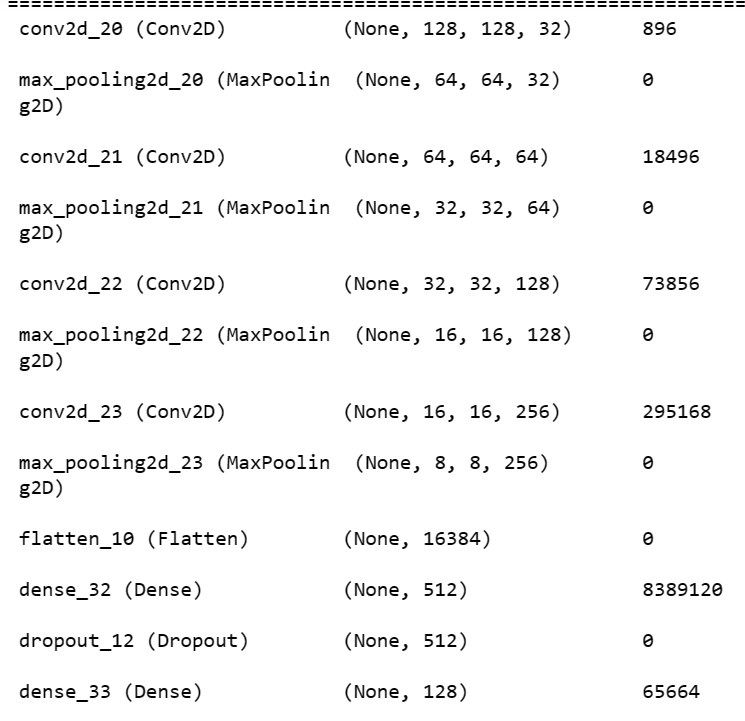 =================================================================
conv2d_20 (Conv2D) (None, 128, 128, 32) 896
max_pooling2d_20 (MaxPoolin (None, 64, 64, 32) 0
g2D)
conv2d_21 (Conv2D) (None, 64, 64, 64) 18496
max_pooling2d_21 (MaxPoolin (None, 32, 32, 64) 0
g2D)
conv2d_22 (Conv2D) (None, 32, 32, 128) 73856
max_pooling2d_22 (MaxPoolin (None, 16, 16, 128) 0
g2D)
conv2d_23 (Conv2D) (None, 16, 16, 256) 295168
max_pooling2d_23 (MaxPoolin (None, 8, 8, 256) 0
g2D)
flatten_10 (Flatten) (None, 16384) 0
dense_32 (Dense) (None, 512) 8389120
dropout_12 (Dropout) (None, 512) 0
dense_33 (Dense) (None, 128) 65664